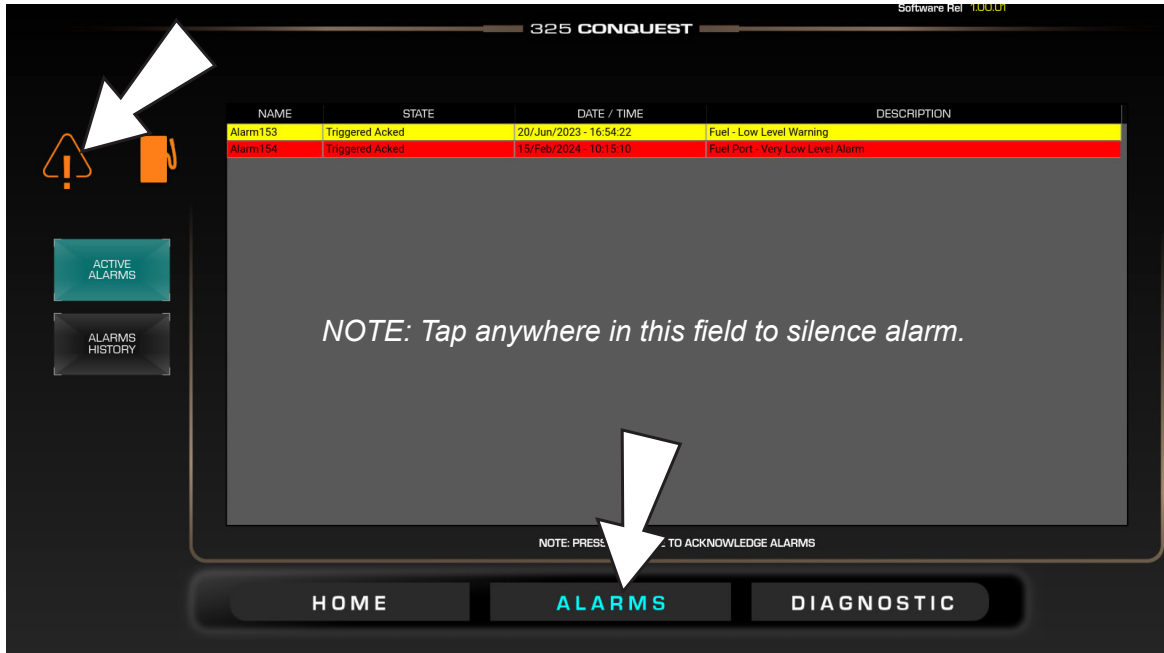 Software Rel 1.00.01
325 CONQUEST
NAME STATE DATE / TIME DESCRIPTION
Alarm153 Triggered Acked 20/Jun/2023 - 16:54:22 Fuel - Low Level Warning
Alarm154 Triggered Acked 15/Feb/2024 - 10:15:10 Fuel Port - Very Low Level Alarm
ACTIVE
ALARMS
ALARMS
HISTORY
NOTE: Tap anywhere in this field to silence alarm.
NOTE: TO ACKNOWLEDGE ALARMS
HOME ALARMS DIAGNOSTIC